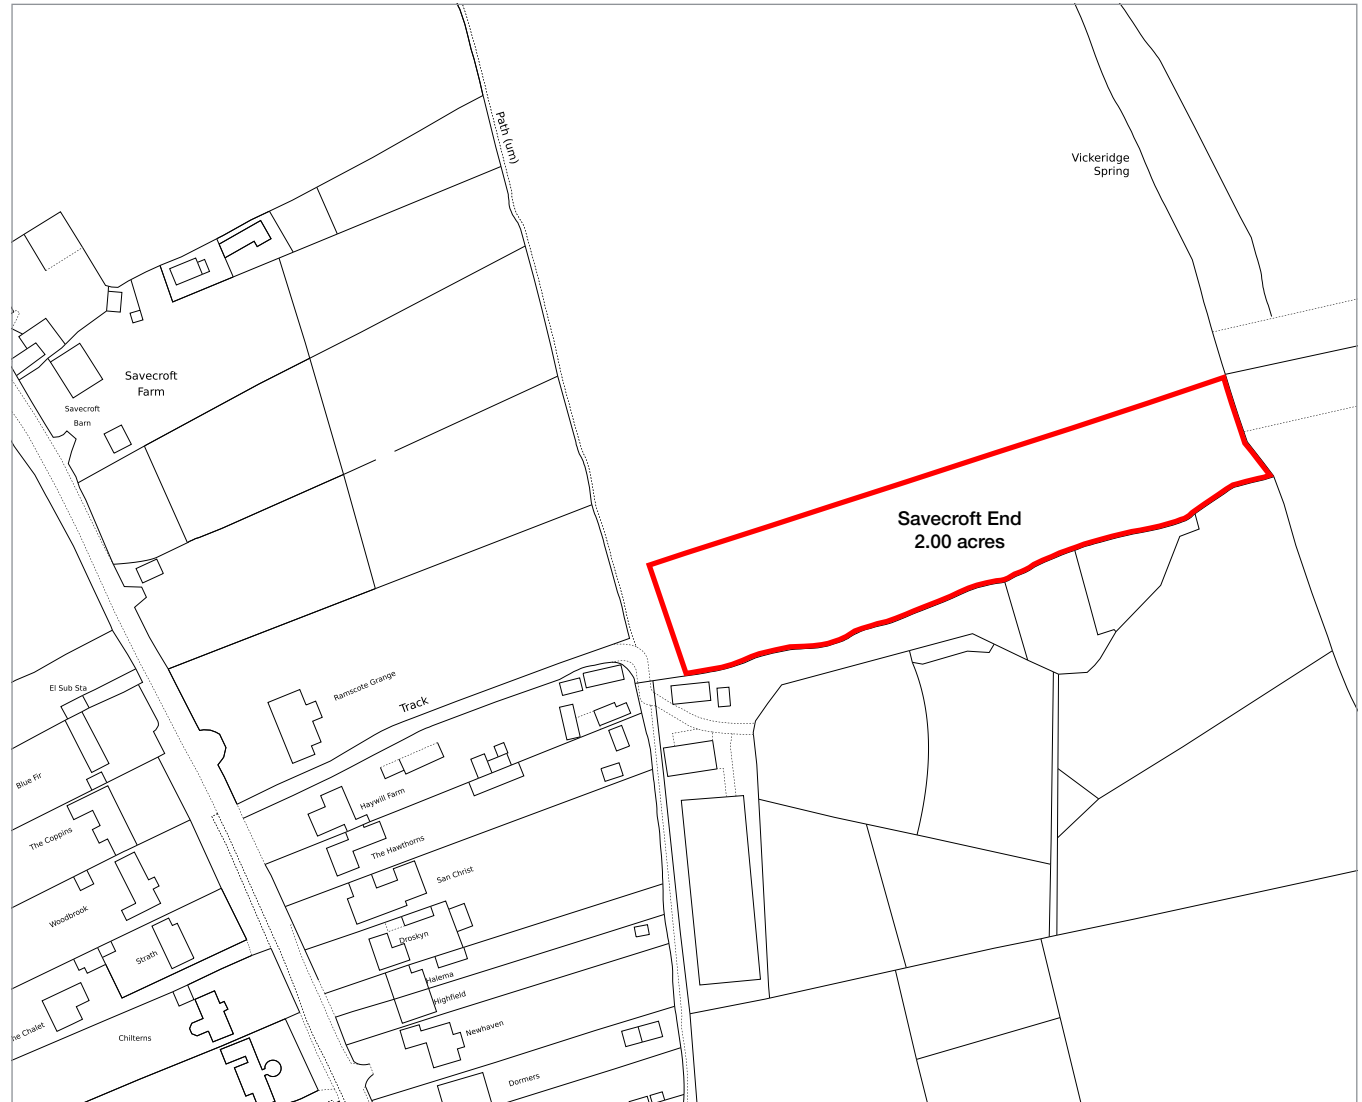 Path (um)
Vickeridge
Spring
Savecroft
Farm
Savecroft
Barn
Savecroft End
2.00 acres
El Sub Sta
Ramscote Grange
Track
Blue Fir
Haywill Farm
The Coppins
The Hawthorns
San Christ
Woodbrook
Droskyn
Strath
Halema
Highfield
he Chalet
Chilterns
Newhaven
Dormers